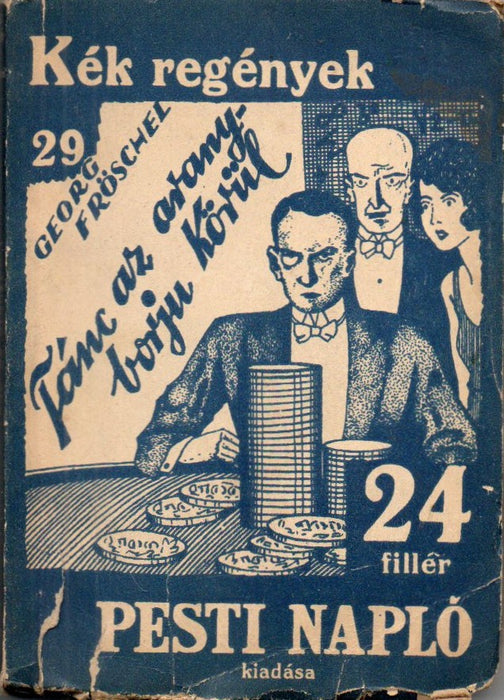 Kék regények
29
GEORG
FRÖSCHEL
Tánc az arany-
borju körül
24
fillér
PESTI NAPLÓ
kiadása